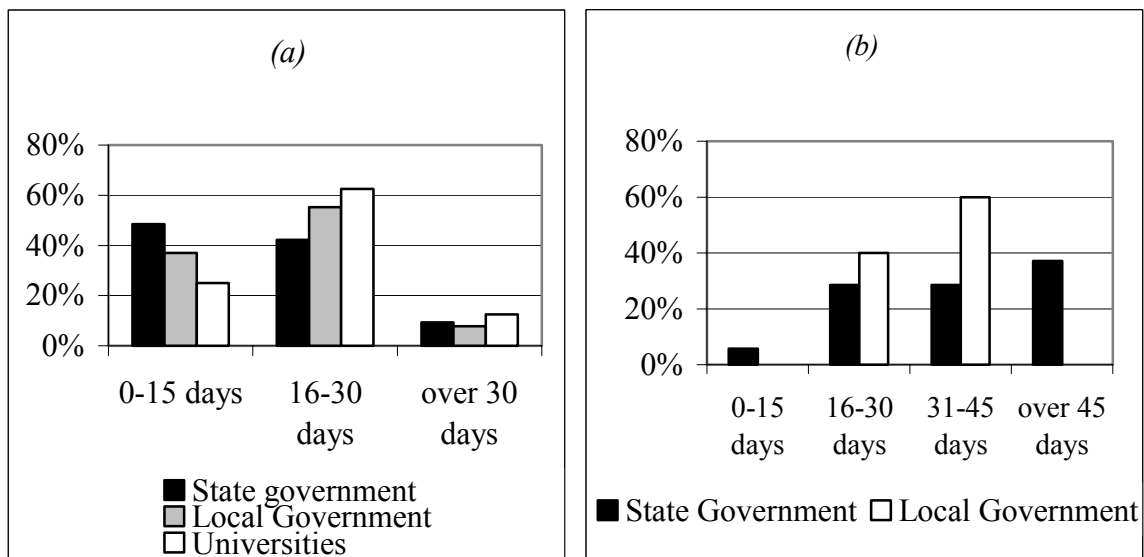 (a)
80%
60%
40%
20%
0%
0-15 days
16-30
days
over 30
days
State government
Local Government
Universities
(b)
80%
60%
40%
20%
0%
0-15
days
16-30
days
31-45
days
over 45
days
State Government
Local Government